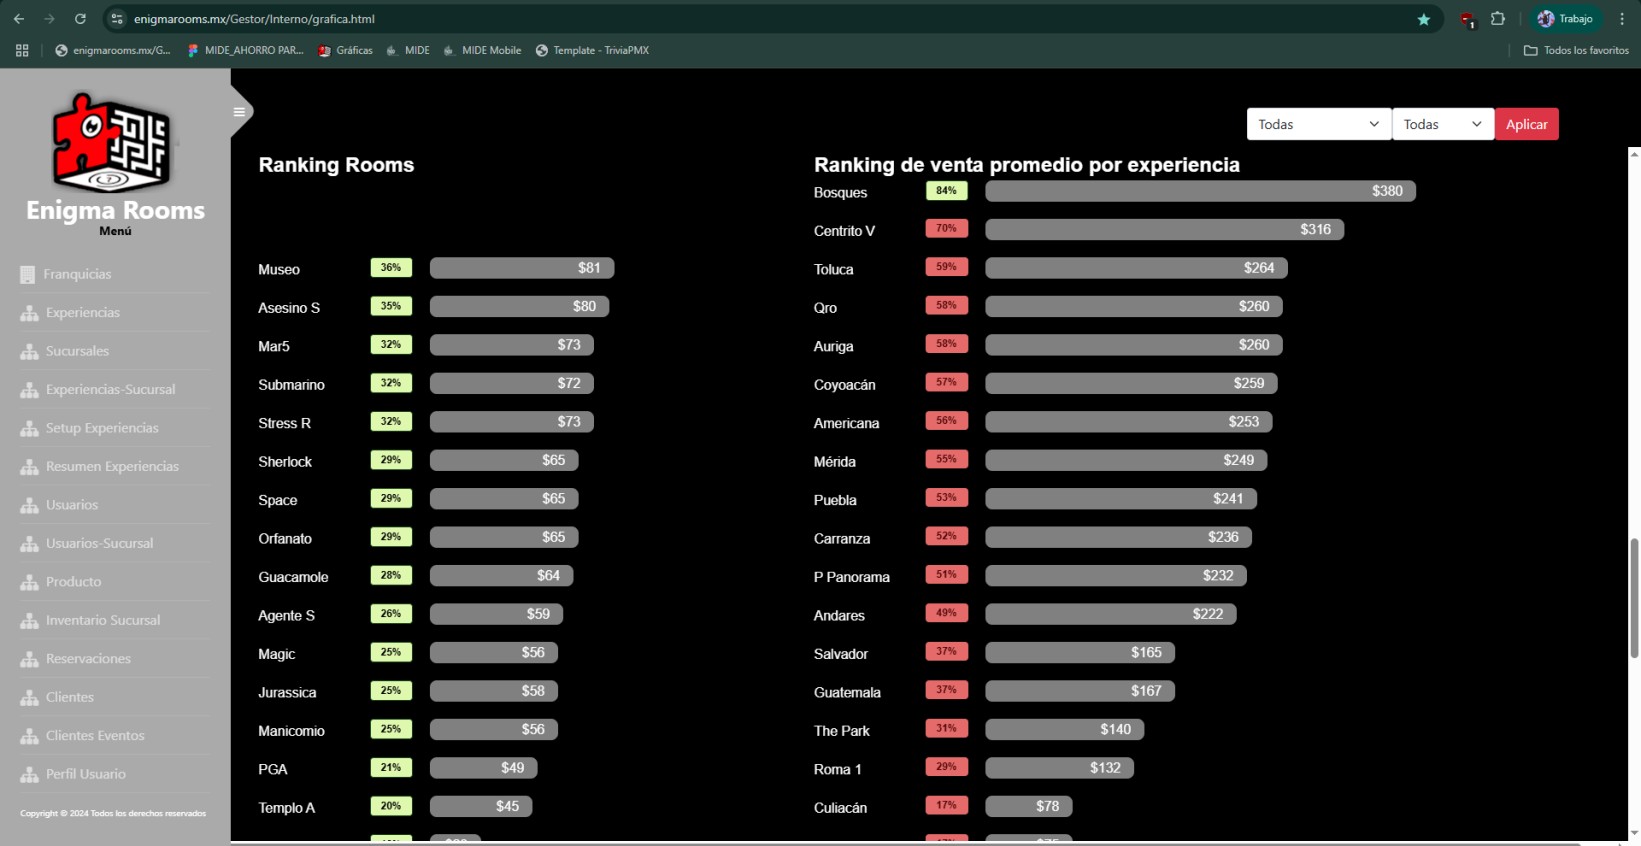 enigmarooms.mx/Gestor/Interno/grafica.html
1
Trabajo
enigmarooms.mx/G...
MIDE_AHORRO PAR...
Gráficas
MIDE
MIDE Mobile
Template - TriviaPMX
Todos los favoritos
Enigma Rooms
Menú
Franquicias
Experiencias
Sucursales
Experiencias-Sucursal
Setup Experiencias
Resumen Experiencias
Usuarios
Usuarios-Sucursal
Producto
Inventario Sucursal
Reservaciones
Clientes
Clientes Eventos
Perfil Usuario
Copyright © 2024 Todos los derechos reservados
Todas
Todas
Aplicar
Ranking Rooms
Museo 36% $81
Asesino S 35% $80
Mar5 32% $73
Submarino 32% $72
Stress R 32% $73
Sherlock 29% $65
Space 29% $65
Orfanato 29% $65
Guacamole 28% $64
Agente S 26% $59
Magic 25% $56
Jurassica 25% $58
Manicomio 25% $56
PGA 21% $49
Templo A 20% $45
Ranking de venta promedio por experiencia
Bosques 84% $380
Centrito V 70% $316
Toluca 59% $264
Qro 58% $260
Auriga 58% $260
Coyoacán 57% $259
Americana 56% $253
Mérida 55% $249
Puebla 53% $241
Carranza 52% $236
P Panorama 51% $232
Andares 49% $222
Salvador 37% $165
Guatemala 37% $167
The Park 31% $140
Roma 1 29% $132
Culiacán 17% $78